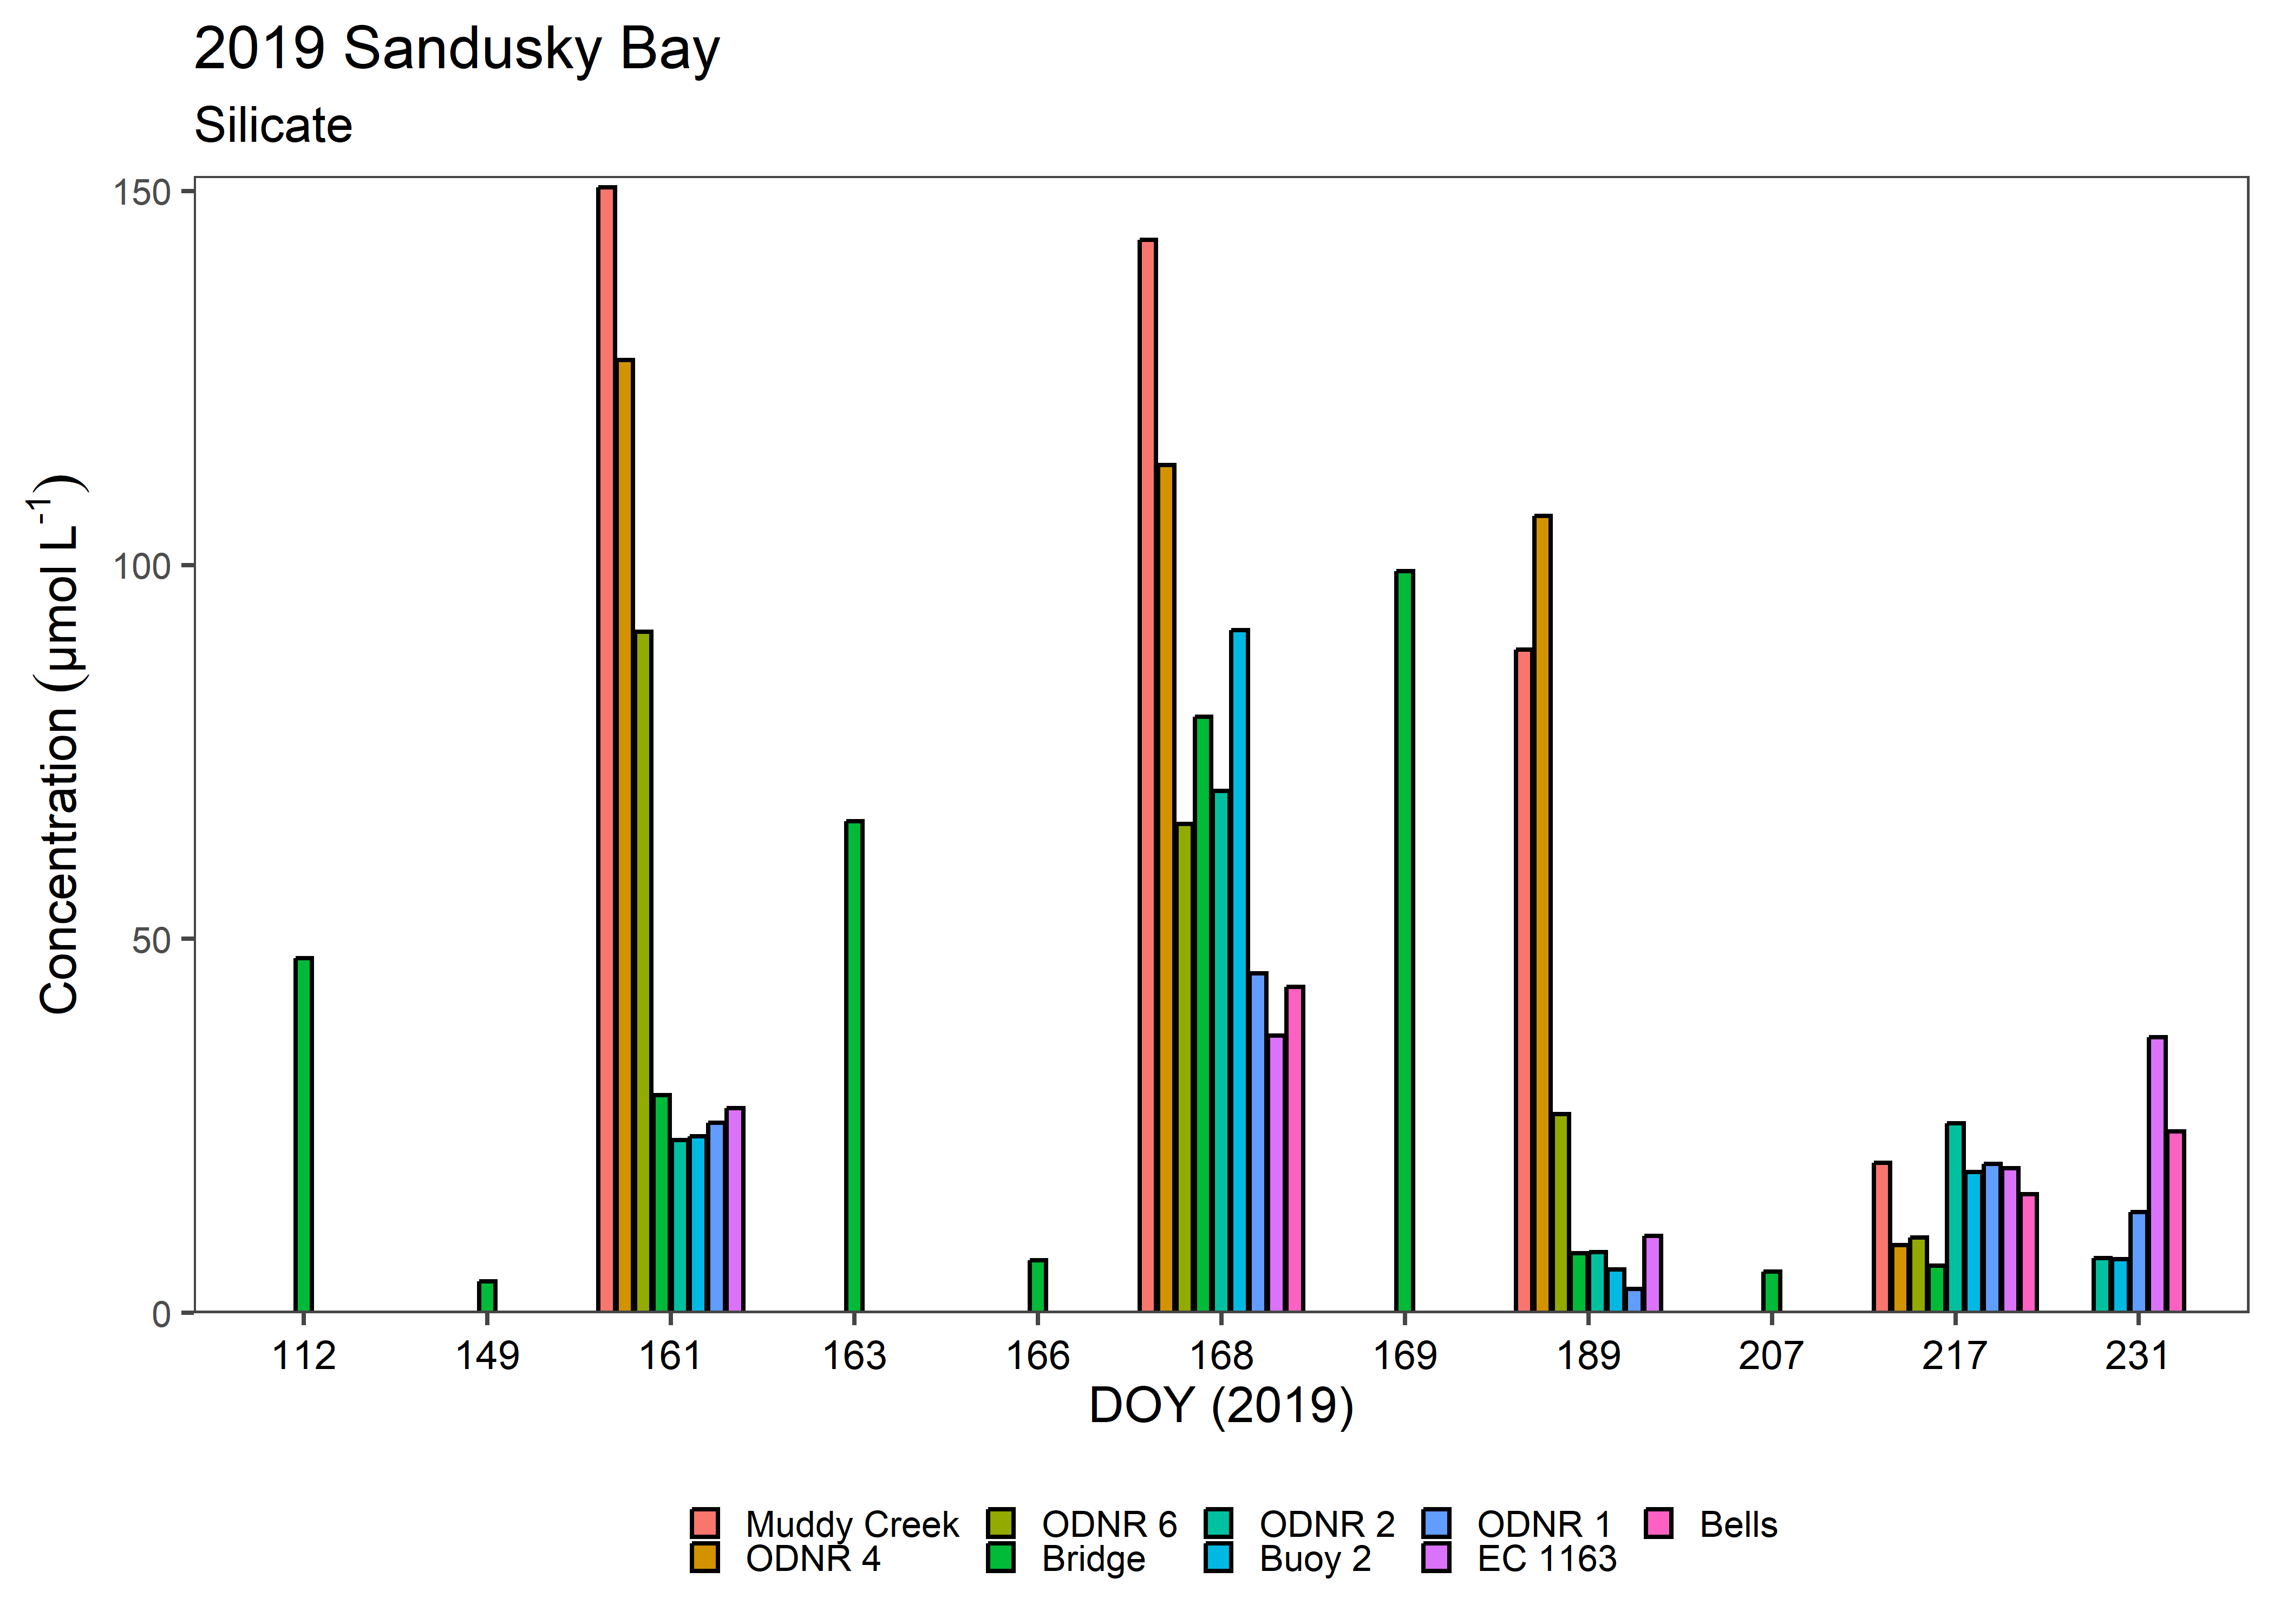 2019 Sandusky Bay
Silicate
Concentration (µmol L⁻¹)
150
100
50
0
112 149 161 163 166 168 169 189 207 217 231
DOY (2019)
Muddy Creek ODNR 6 ODNR 2 ODNR 1 Bells
ODNR 4 Bridge Buoy 2 EC 1163